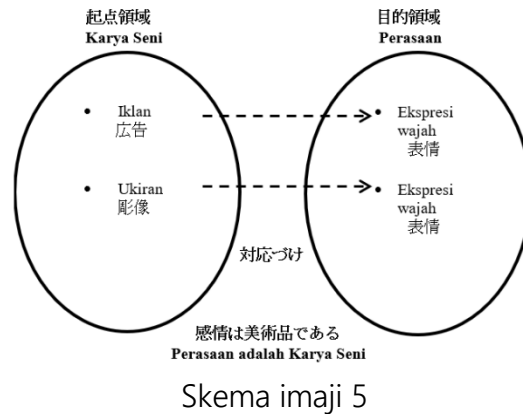 起点領域
Karya Seni
目的領域
Perasaan
• Iklan
広告
• Ukiran
彫像
• Ekspresi
wajah
表情
• Ekspresi
wajah
表情
対応づけ
感情は美術品である
Perasaan adalah Karya Seni
Skema imaji 5